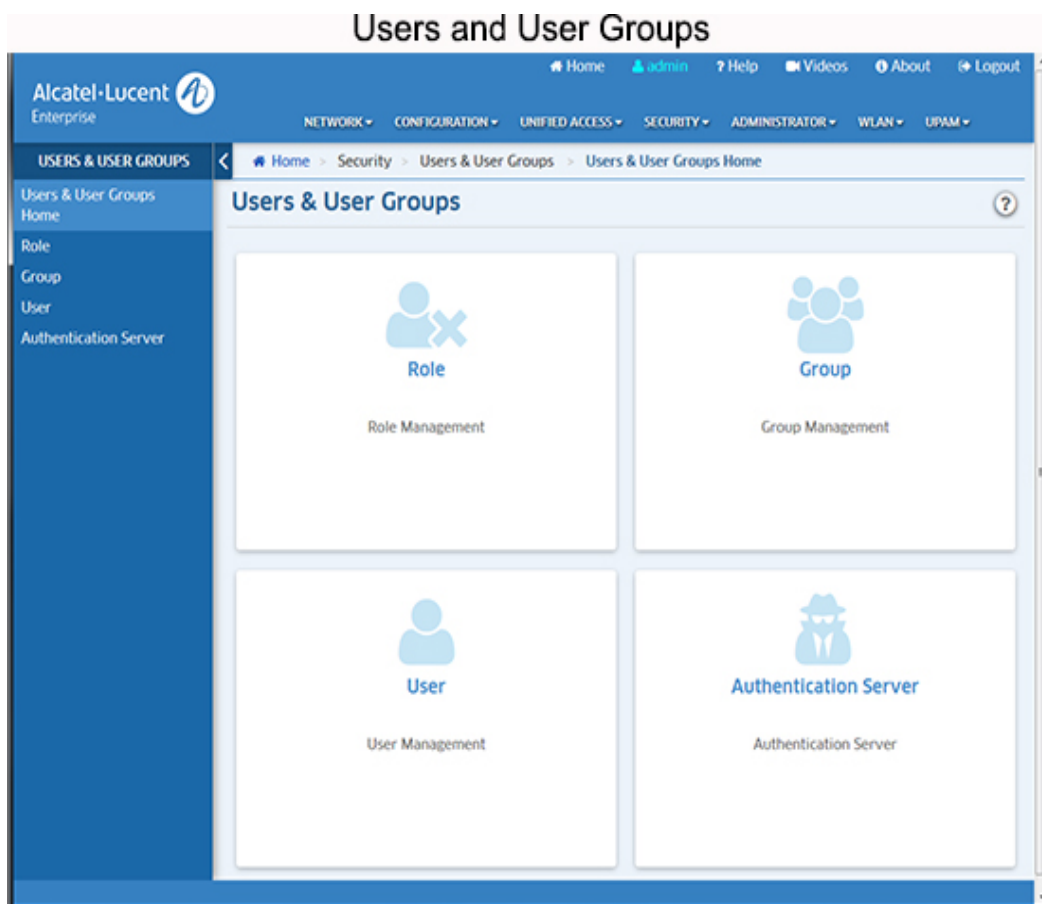 Users and User Groups
Home admin ? Help Videos About Logout
Alcatel·Lucent
Enterprise
NETWORK CONFIGURATION UNIFIED ACCESS SECURITY ADMINISTRATOR WLAN UPAM
USERS & USER GROUPS
Home > Security > Users & User Groups > Users & User Groups Home
Users & User Groups
Home
Role
Group
User
Authentication Server
Users & User Groups
?
Role
Role Management
Group
Group Management
User
User Management
Authentication Server
Authentication Server